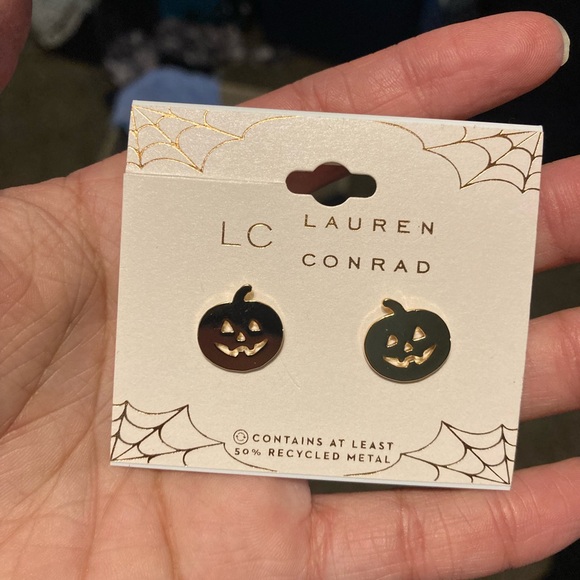 LC
LAUREN
CONRAD
CONTAINS AT LEAST
50% RECYCLED METAL